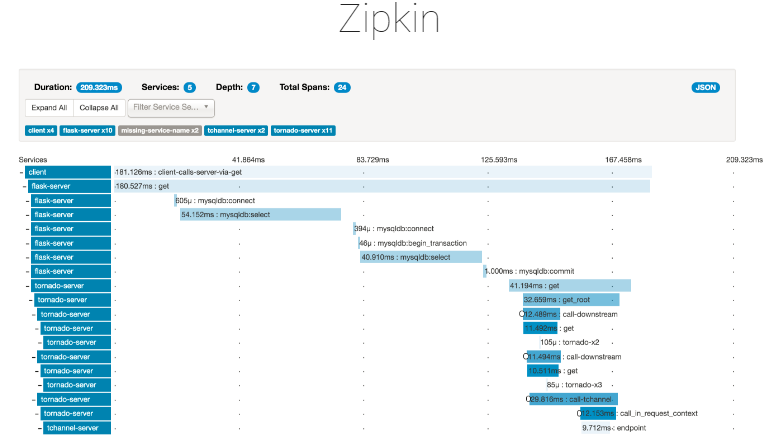 Zipkin
Duration: 209.323ms Services: 5 Depth: 7 Total Spans: 24 JSON
Expand All Collapse All Filter Service Se...
client x4 flask-server x10 missing-service-name x2 tchannel-server x2 tornado-server x11
Services 41.864ms 83.729ms 125.593ms 167.458ms 209.323ms
- client 181.126ms : client-calls-server-via-get
- flask-server 180.527ms : get
- flask-server 605µ : mysqldb:connect
- flask-server 54.152ms : mysqldb:select
- flask-server 394µ : mysqldb:connect
- flask-server 46µ : mysqldb:begin_transaction
- flask-server 40.910ms : mysqldb:select
- flask-server 1.000ms : mysqldb:commit
- tornado-server 41.194ms : get
- tornado-server 32.659ms : get_root
- tornado-server 12.489ms : call-downstream
- tornado-server 11.492ms : get
- tornado-server 105µ : tornado-x2
- tornado-server 11.494ms : call-downstream
- tornado-server : get
- tornado-server 85µ : tornado-x3
- tornado-server 29.816ms : call-tchannel
- tornado-server 12.153ms : call_in_request_context
- tchannel-server 9.712ms : endpoint